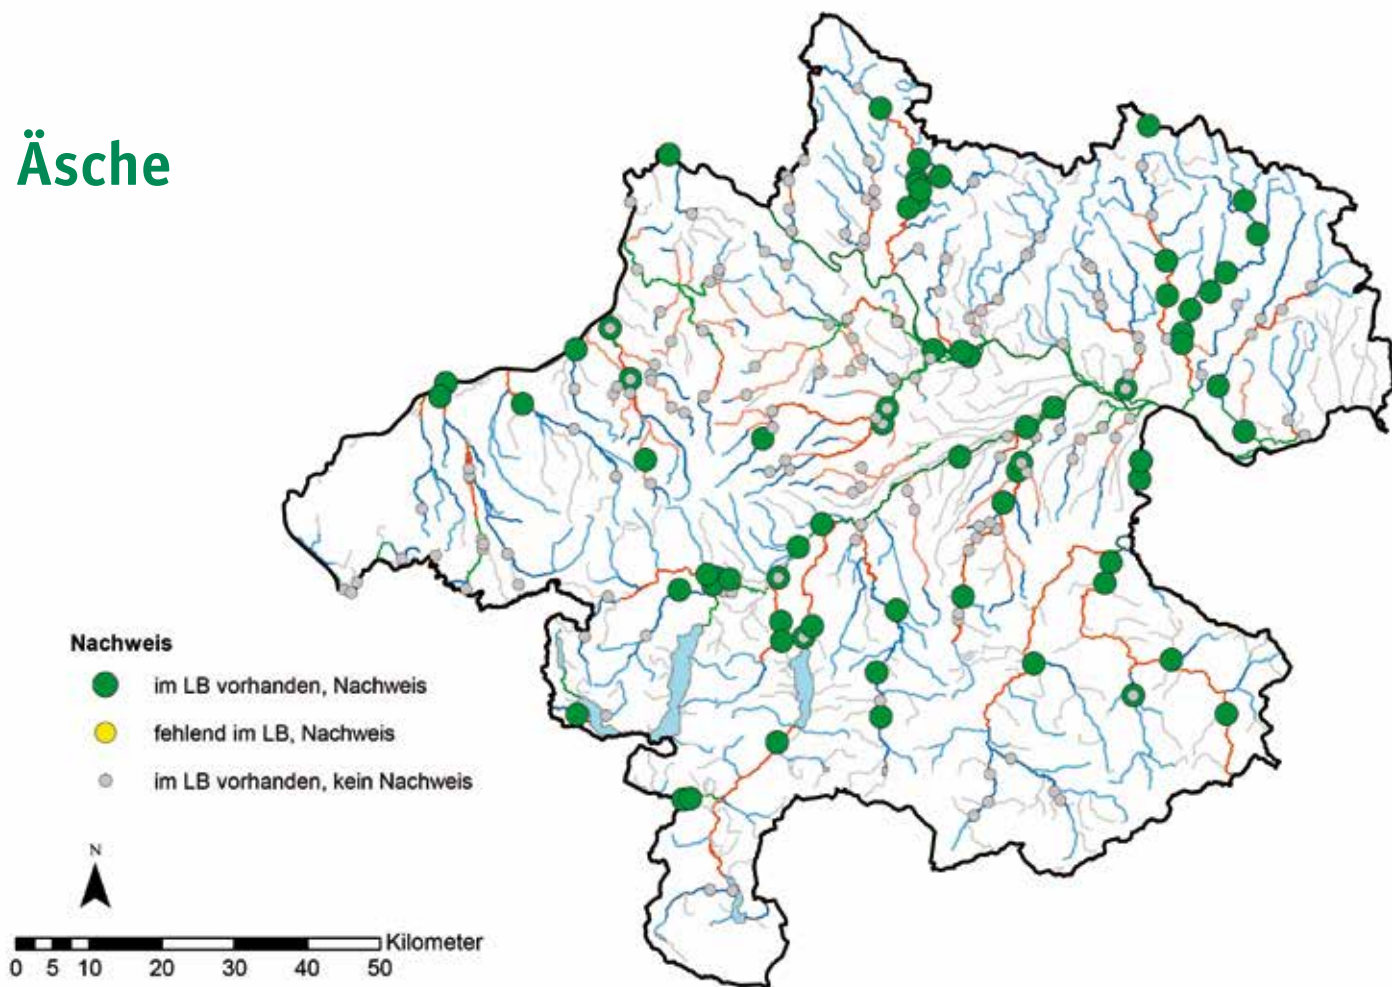 Äsche
Nachweis
im LB vorhanden, Nachweis
fehlend im LB, Nachweis
im LB vorhanden, kein Nachweis
N
Kilometer
0 5 10 20 30 40 50